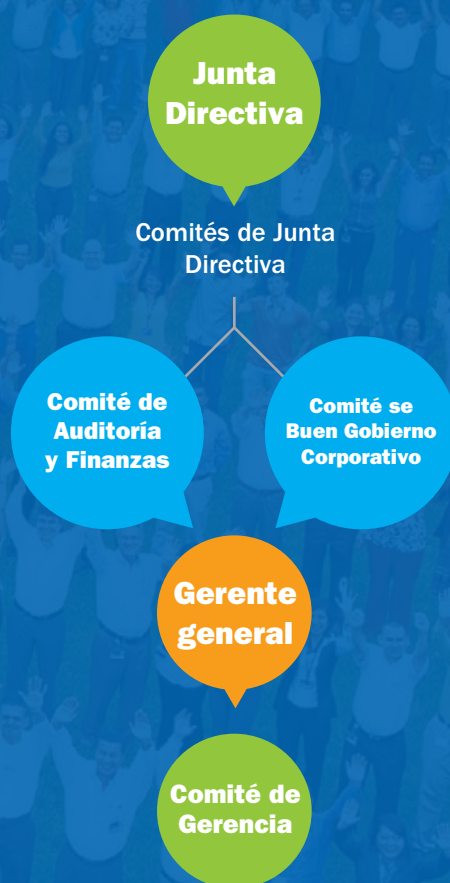 Junta
Directiva
Comités de Junta
Directiva
Comité de
Auditoría
y Finanzas
Comité se
Buen Gobierno
Corporativo
Gerente
general
Comité de
Gerencia